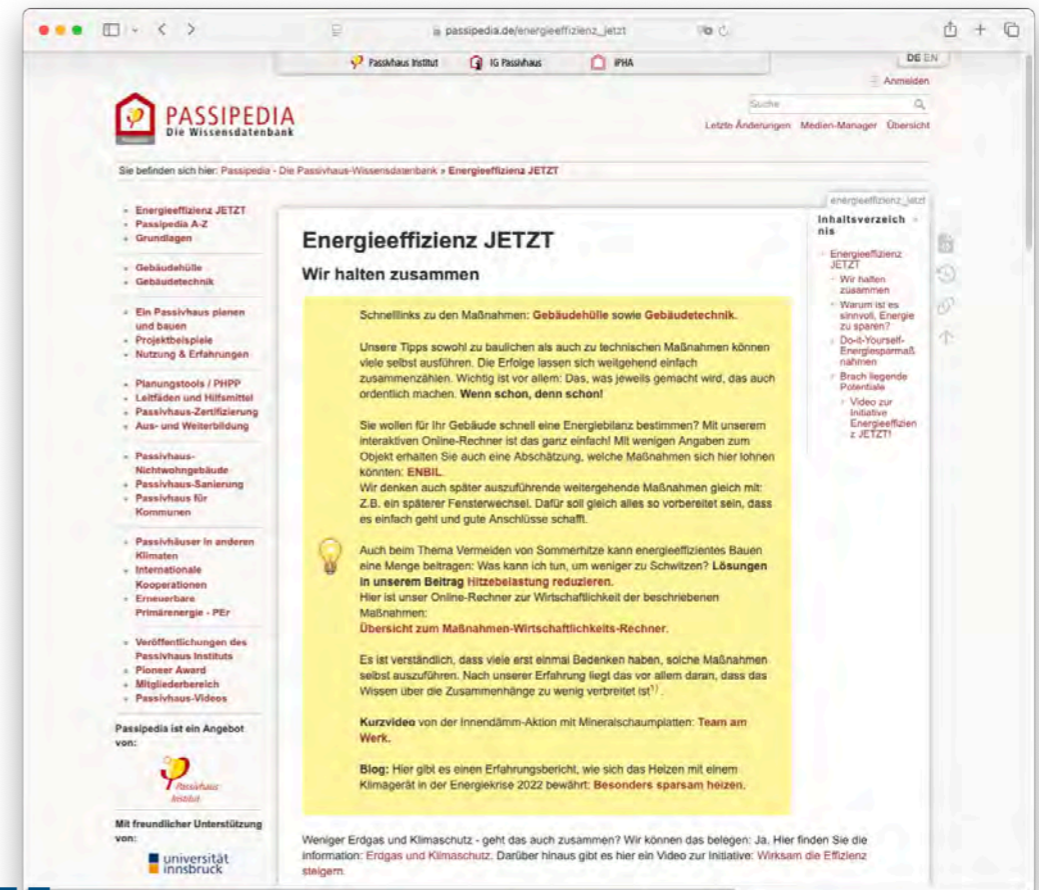 passipedia.de/energieeffizienz_jetzt
Passivhaus Institut
IG Passivhaus
iPHA
DE EN
Anmelden
PASSIPEDIA
Die Wissensdatenbank
Suche
Letzte Änderungen Medien-Manager Übersicht
Sie befinden sich hier: Passipedia - Die Passivhaus-Wissensdatenbank » Energieeffizienz JETZT
Energieeffizienz JETZT
Passipedia A-Z
Grundlagen
Gebäudehülle
Gebäudetechnik
Ein Passivhaus planen
und bauen
Projektbeispiele
Nutzung & Erfahrungen
Planungstools / PHPP
Leitfäden und Hilfsmittel
Passivhaus-Zertifizierung
Aus- und Weiterbildung
Passivhaus-
Nichtwohngebäude
Passivhaus-Sanierung
Passivhaus für
Kommunen
Passivhäuser in anderen
Klimaten
Internationale
Kooperationen
Erneuerbare
Primärenergie - PEr
Veröffentlichungen des
Passivhaus Instituts
Pioneer Award
Mitgliederbereich
Passivhaus-Videos
Passipedia ist ein Angebot
von:
Passivhaus
Institut
Mit freundlicher Unterstützung
von:
universität
innsbruck
Energieeffizienz JETZT
Wir halten zusammen
Schnelllinks zu den Maßnahmen: Gebäudehülle sowie Gebäudetechnik.
Unsere Tipps sowohl zu baulichen als auch zu technischen Maßnahmen können
viele selbst ausführen. Die Erfolge lassen sich weitgehend einfach
zusammenzählen. Wichtig ist vor allem: Das, was jeweils gemacht wird, das auch
ordentlich machen. Wenn schon, denn schon!
Sie wollen für Ihr Gebäude schnell eine Energiebilanz bestimmen? Mit unserem
interaktiven Online-Rechner ist das ganz einfach! Mit wenigen Angaben zum
Objekt erhalten Sie auch eine Abschätzung, welche Maßnahmen sich hier lohnen
könnten: ENBIL.
Wir denken auch später auszuführende weitergehende Maßnahmen gleich mit:
Z.B. ein späterer Fensterwechsel. Dafür soll gleich alles so vorbereitet sein, dass
es einfach geht und gute Anschlüsse schafft.
Auch beim Thema Vermeiden von Sommerhitze kann energieeffizientes Bauen
eine Menge beitragen: Was kann ich tun, um weniger zu Schwitzen? Lösungen
in unserem Beitrag Hitzebelastung reduzieren.
Hier ist unser Online-Rechner zur Wirtschaftlichkeit der beschriebenen
Maßnahmen:
Übersicht zum Maßnahmen-Wirtschaftlichkeits-Rechner.
Es ist verständlich, dass viele erst einmal Bedenken haben, solche Maßnahmen
selbst auszuführen. Nach unserer Erfahrung liegt das vor allem daran, dass das
Wissen über die Zusammenhänge zu wenig verbreitet ist1) .
Kurzvideo von der Innendämm-Aktion mit Mineralschaumplatten: Team am
Werk.
Blog: Hier gibt es einen Erfahrungsbericht, wie sich das Heizen mit einem
Klimagerät in der Energiekrise 2022 bewährt: Besonders sparsam heizen.
Weniger Erdgas und Klimaschutz - geht das auch zusammen? Wir können das belegen: Ja. Hier finden Sie die
information: Erdgas und Klimaschutz. Darüber hinaus gibt es hier ein Video zur Initiative: Wirksam die Effizienz
steigern.
energieeffizienz_jetzt
Inhaltsverzeich
nis
Energieeffizienz
JETZT
Wir halten
zusammen
Warum ist es
sinnvoll, Energie
zu sparen?
Do-it-Yourself-
Energiesparmaß
nahmen
Brach liegende
Potentiale
Video zur
Initiative
Energieeffizien
z JETZT!